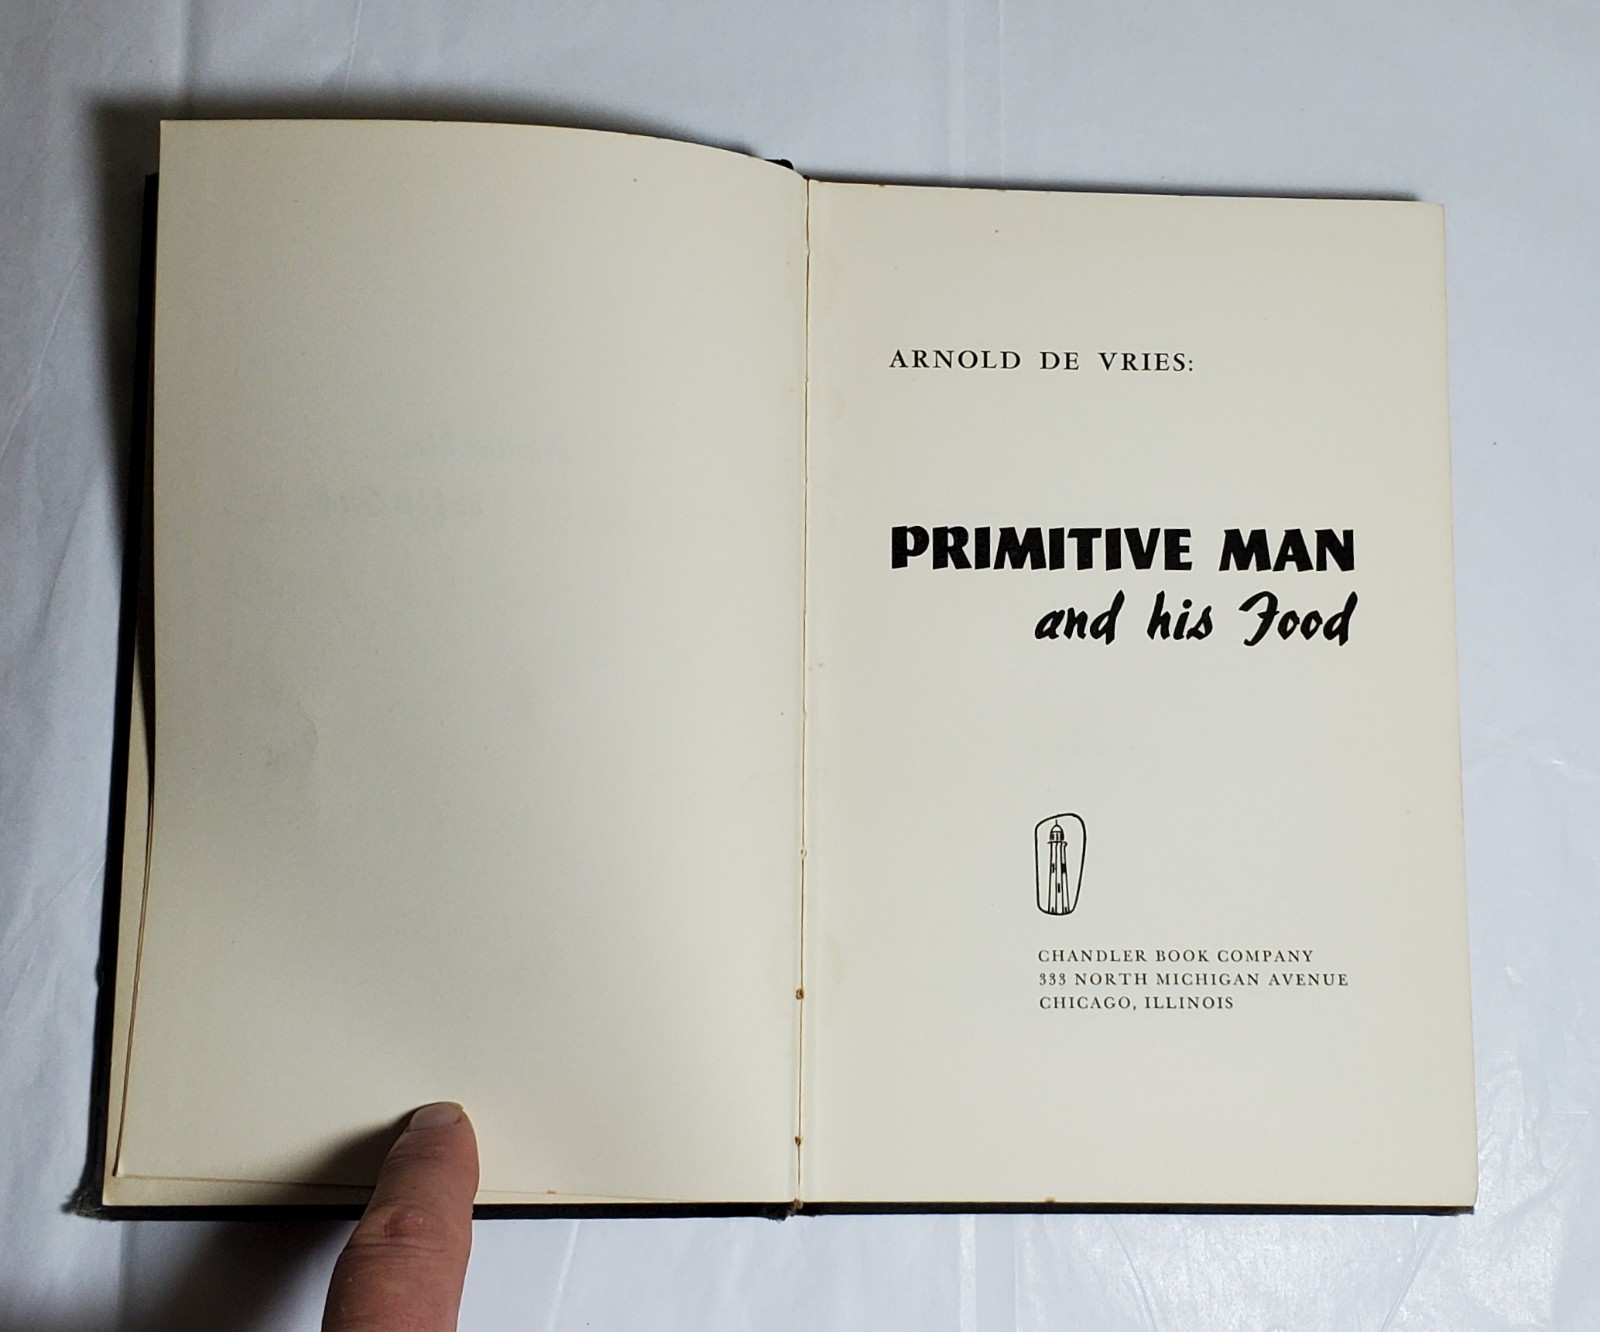 ARNOLD DE VRIES:
PRIMITIVE MAN
and his Food
CHANDLER BOOK COMPANY
333 NORTH MICHIGAN AVENUE
CHICAGO, ILLINOIS